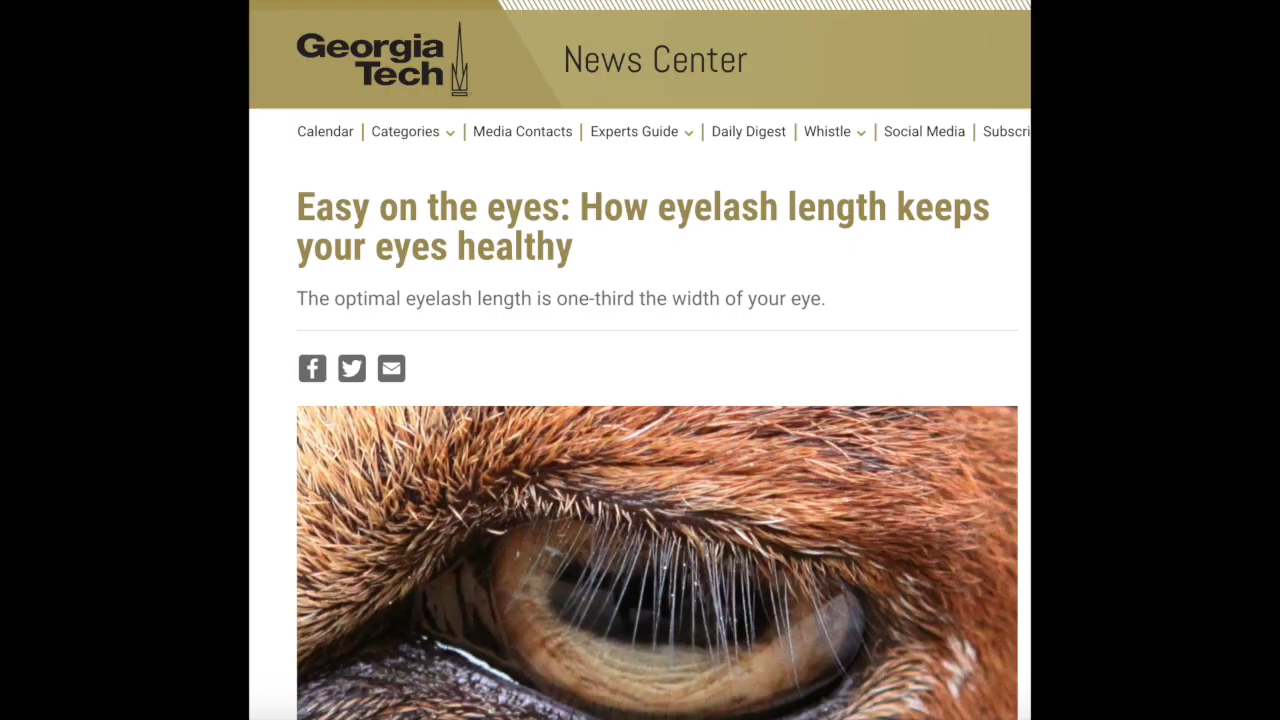 Georgia
Tech
News Center
Calendar | Categories | Media Contacts | Experts Guide | Daily Digest | Whistle | Social Media | Subscri
Easy on the eyes: How eyelash length keeps
your eyes healthy
The optimal eyelash length is one-third the width of your eye.